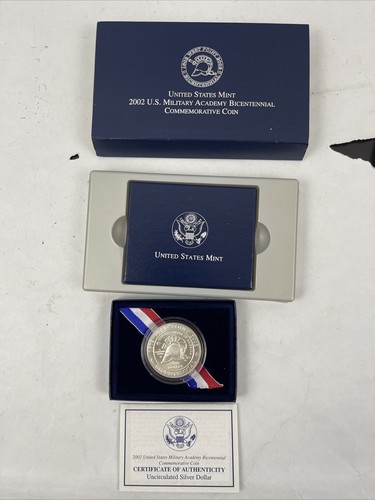 UNITED STATES MINT
2002 U.S. MILITARY ACADEMY BICENTENNIAL
COMMEMORATIVE COIN
UNITED STATES MINT
2002 United States Military Academy Bicentennial
Commemorative Coin
CERTIFICATE OF AUTHENTICITY
Uncirculated Silver Dollar